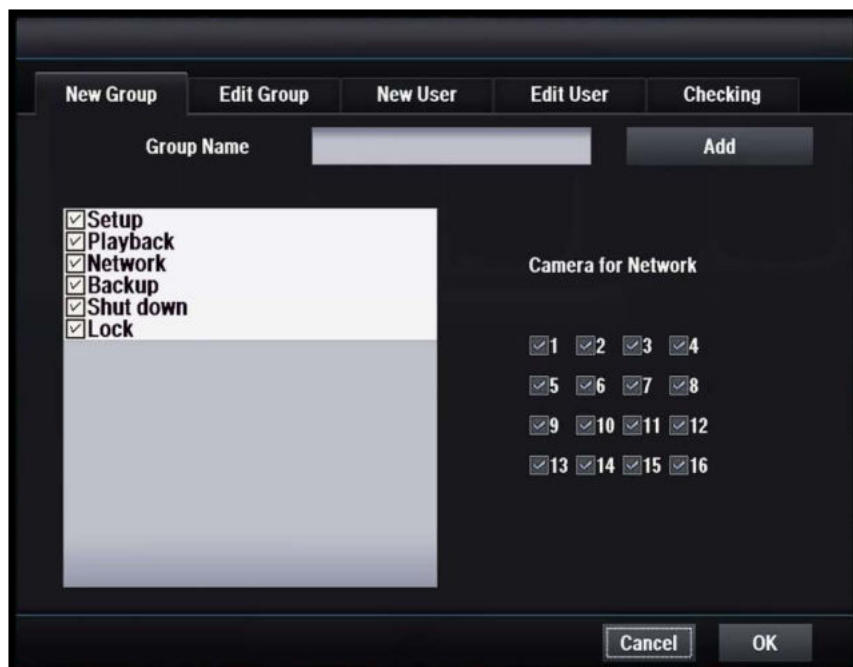 New Group Edit Group New User Edit User Checking
Group Name Add
Setup
Playback
Network
Backup
Shut down
Lock
Camera for Network
1 2 3 4
5 6 7 8
9 10 11 12
13 14 15 16
Cancel OK